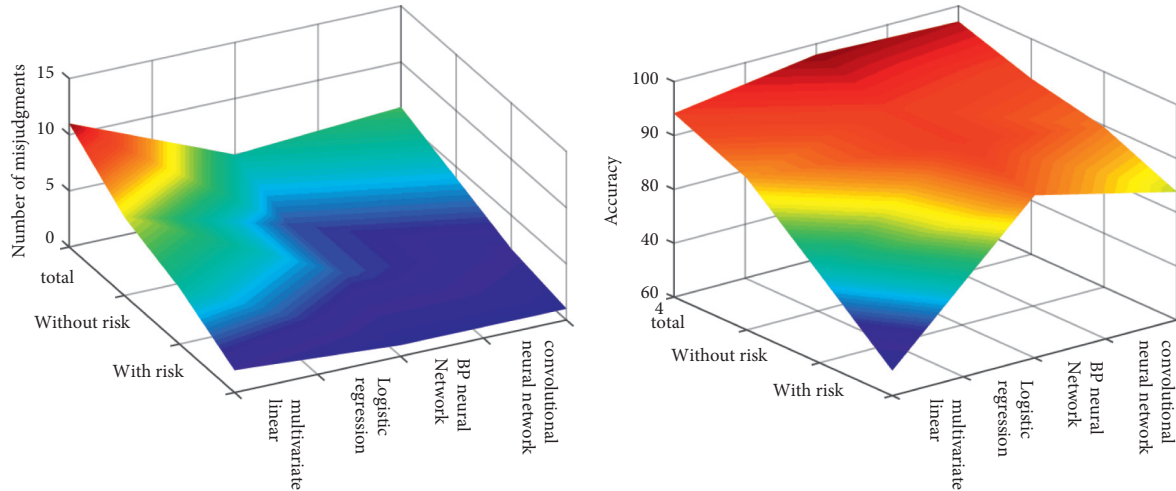 Number of misjudgments
15
10
5
0
total
Without risk
With risk
multivariate
linear
Logistic
regression
BP neural
Network
convolutional
neural network
Accuracy
100
90
80
40
60
4
total
Without risk
With risk
multivariate
linear
Logistic
regression
BP neural
Network
convolutional
neural network